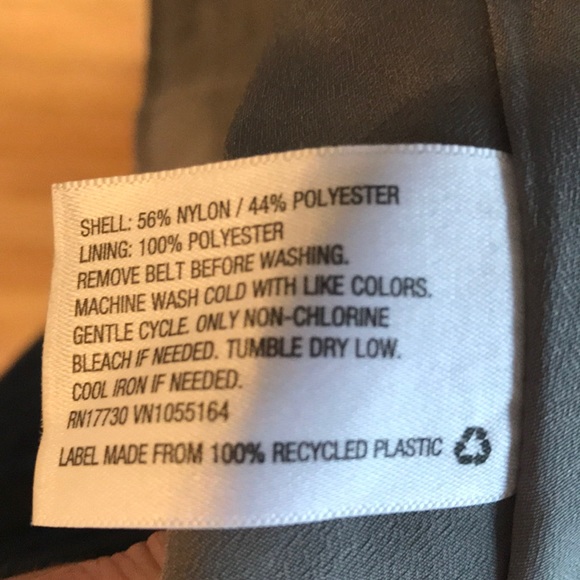 SHELL: 56% NYLON / 44% POLYESTER
LINING: 100% POLYESTER
REMOVE BELT BEFORE WASHING.
MACHINE WASH COLD WITH LIKE COLORS.
GENTLE CYCLE. ONLY NON-CHLORINE
BLEACH IF NEEDED. TUMBLE DRY LOW.
COOL IRON IF NEEDED.
RN17730 VN1055164
LABEL MADE FROM 100% RECYCLED PLASTIC